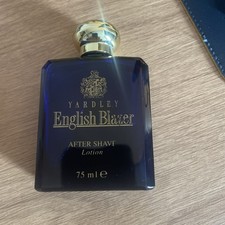 YARDLEY
English Blazer
AFTER SHAVE
Lotion
75 ml ℮